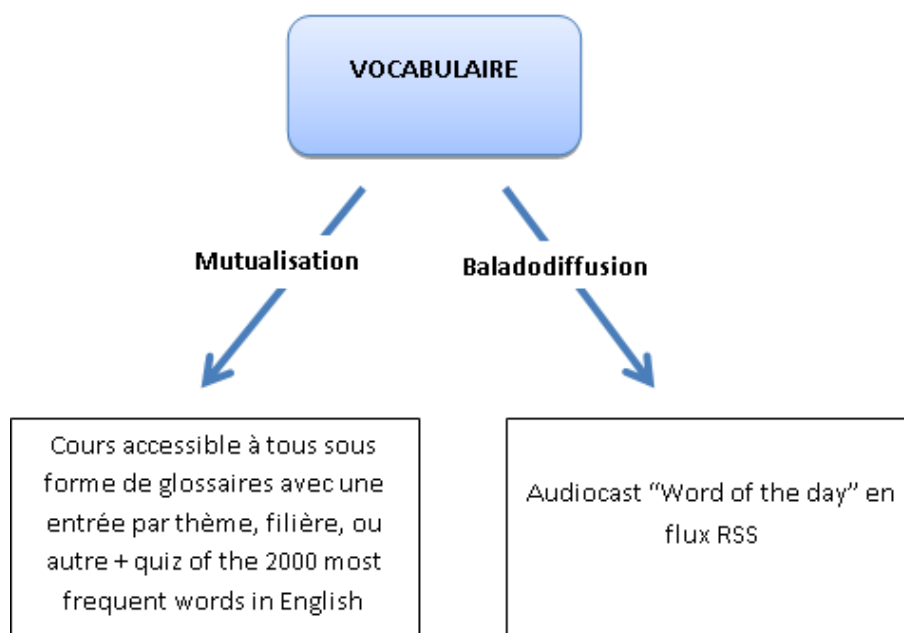 VOCABULAIRE
Mutualisation
Baladodiffusion
Cours accessible à tous sous
forme de glossaires avec une
entrée par thème, filière, ou
autre + quiz of the 2000 most
frequent words in English
Audiocast “Word of the day” en
flux RSS